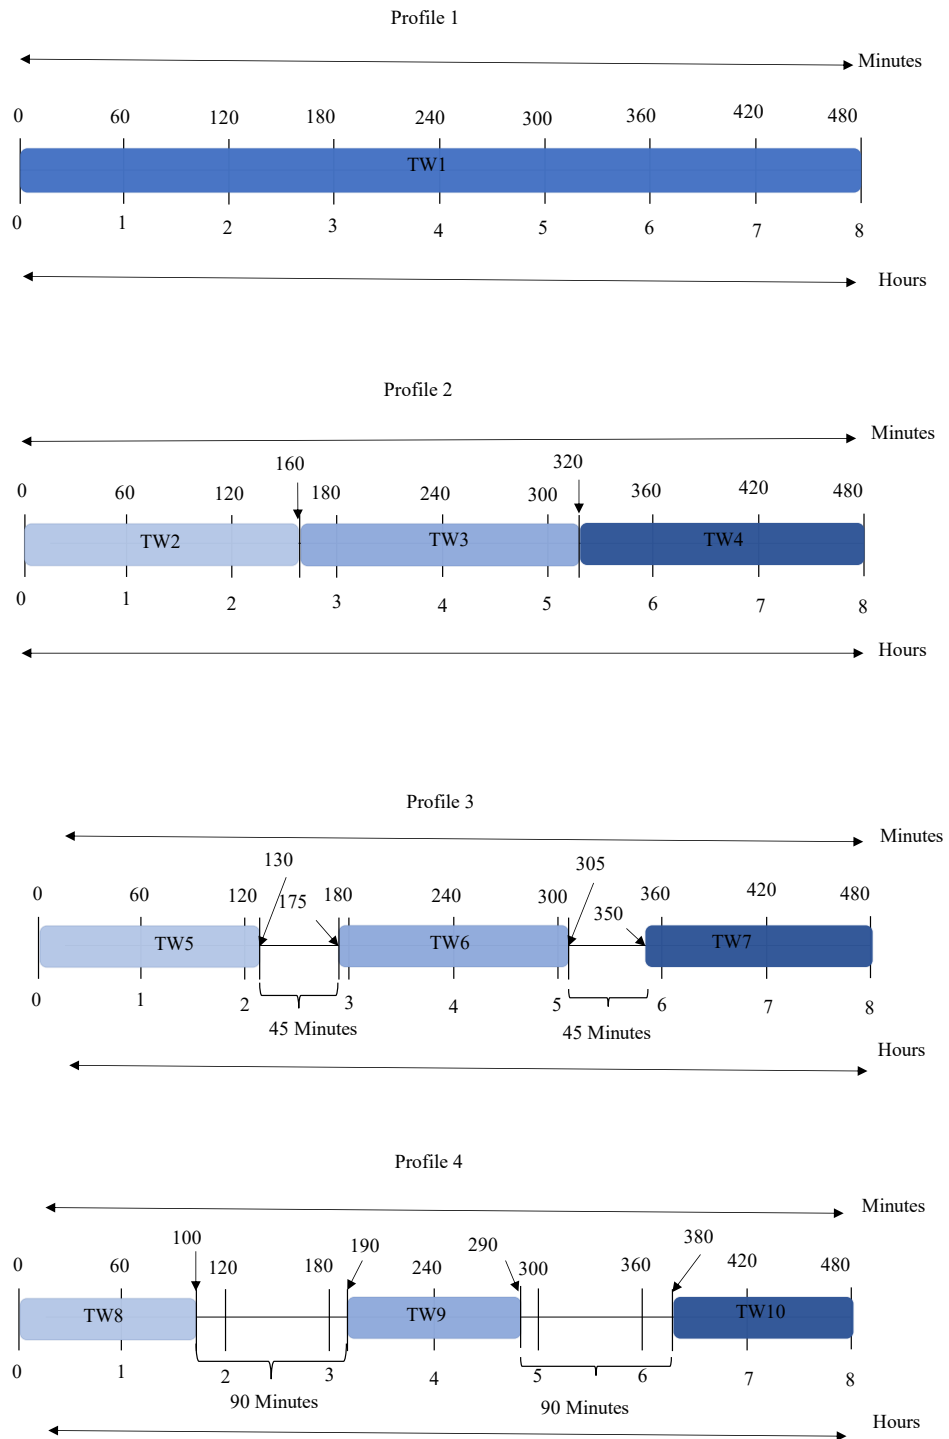 Profile 1
Minutes
0 60 120 180 240 300 360 420 480
TW1
0 1 2 3 4 5 6 7 8
Hours
Profile 2
Minutes
160 320
0 60 120 180 240 300 360 420 480
TW2 TW3 TW4
0 1 2 3 4 5 6 7 8
Hours
Profile 3
Minutes
130 305
0 60 120 175 180 240 300 350 360 420 480
TW5 TW6 TW7
0 1 2 3 4 5 6 7 8
45 Minutes 45 Minutes
Hours
Profile 4
Minutes
100 190 290 380
0 60 120 180 240 300 360 420 480
TW8 TW9 TW10
0 1 2 3 4 5 6 7 8
90 Minutes 90 Minutes
Hours